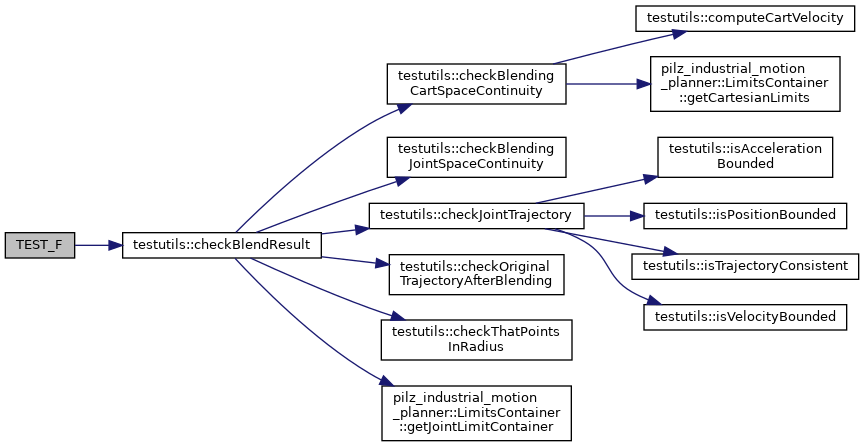 TEST_F
testutils::checkBlendResult
testutils::checkBlending
CartSpaceContinuity
testutils::checkBlending
JointSpaceContinuity
testutils::checkJointTrajectory
testutils::checkOriginal
TrajectoryAfterBlending
testutils::checkThatPoints
InRadius
pilz_industrial_motion
_planner::LimitsContainer
::getJointLimitContainer
testutils::computeCartVelocity
pilz_industrial_motion
_planner::LimitsContainer
::getCartesianLimits
testutils::isAcceleration
Bounded
testutils::isPositionBounded
testutils::isTrajectoryConsistent
testutils::isVelocityBounded